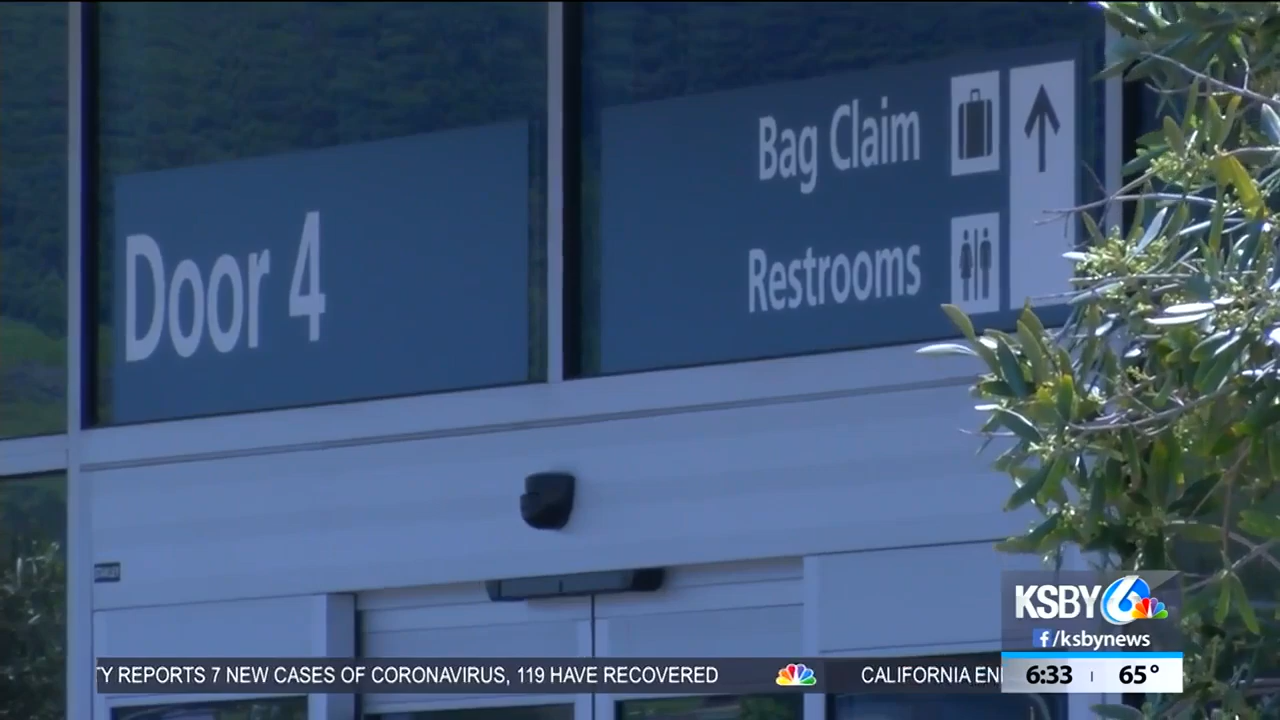 Door 4
Bag Claim
Restrooms
KSBY 6
f/ksbynews
TY REPORTS 7 NEW CASES OF CORONAVIRUS, 119 HAVE RECOVERED
CALIFORNIA EN
6:33
65°